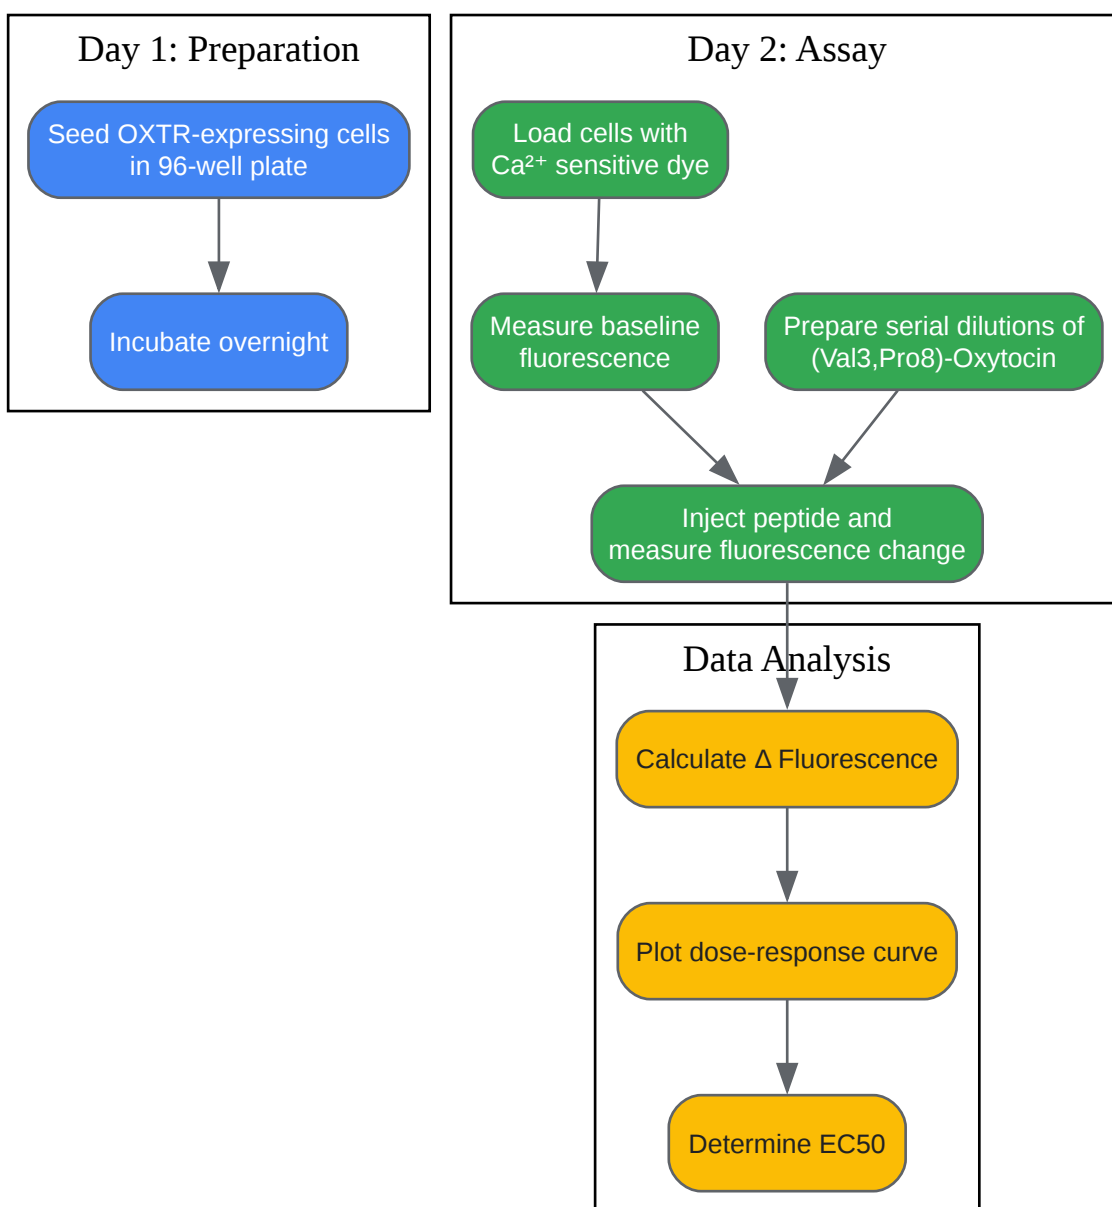 Day 1: Preparation
Seed OXTR-expressing cells
in 96-well plate
Incubate overnight
Day 2: Assay
Load cells with
Ca²⁺ sensitive dye
Measure baseline
fluorescence
Prepare serial dilutions of
(Val3,Pro8)-Oxytocin
Inject peptide and
measure fluorescence change
Data Analysis
Calculate Δ Fluorescence
Plot dose-response curve
Determine EC50